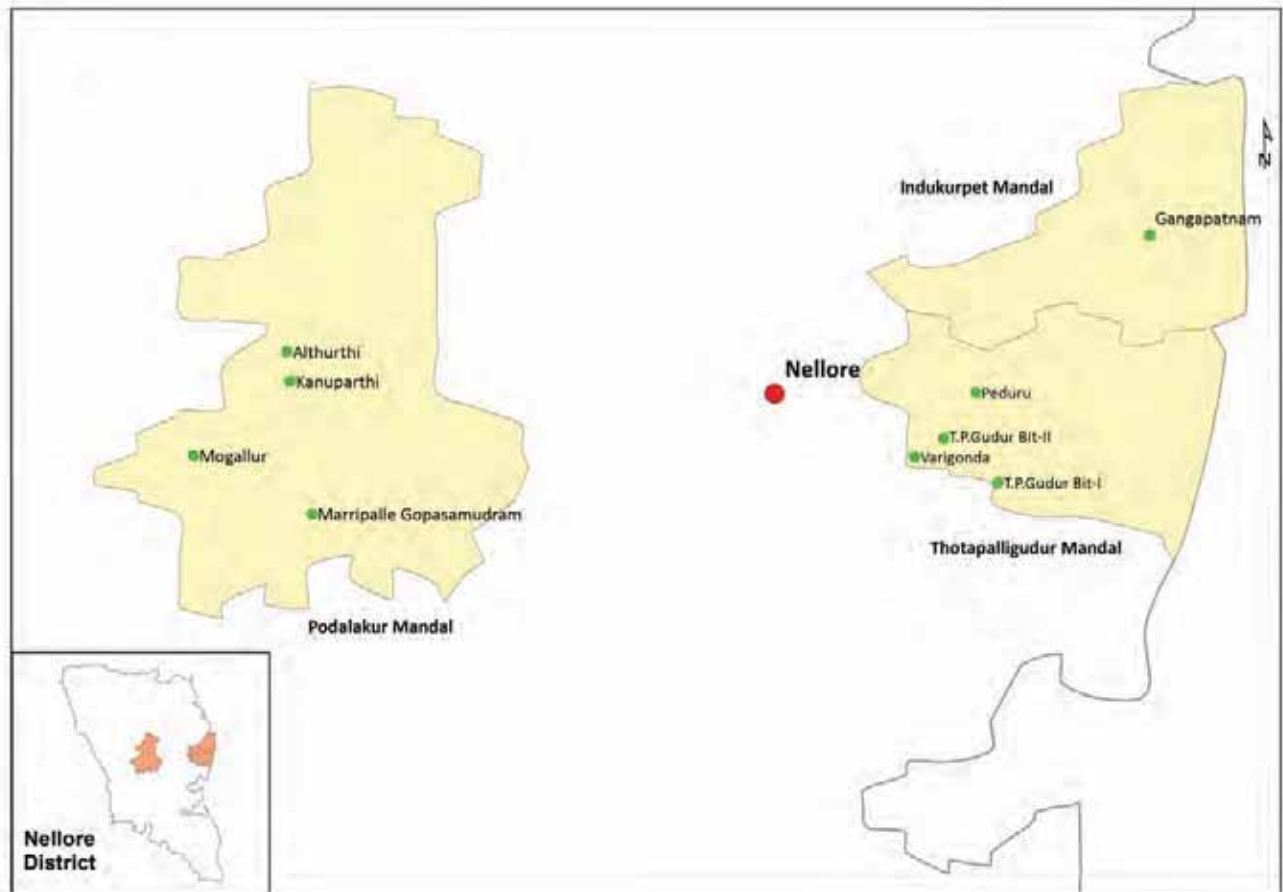 Indukurpet Mandal
Gangapatnam
N
Althurthi
Kanuparthi
Nellore
Peduru
Mogallur
T.P.Gudur Bit-II
Varigonda
T.P.Gudur Bit-I
Marripalle Gopasamudram
Thotapalligudur Mandal
Podalakur Mandal
Nellore
District